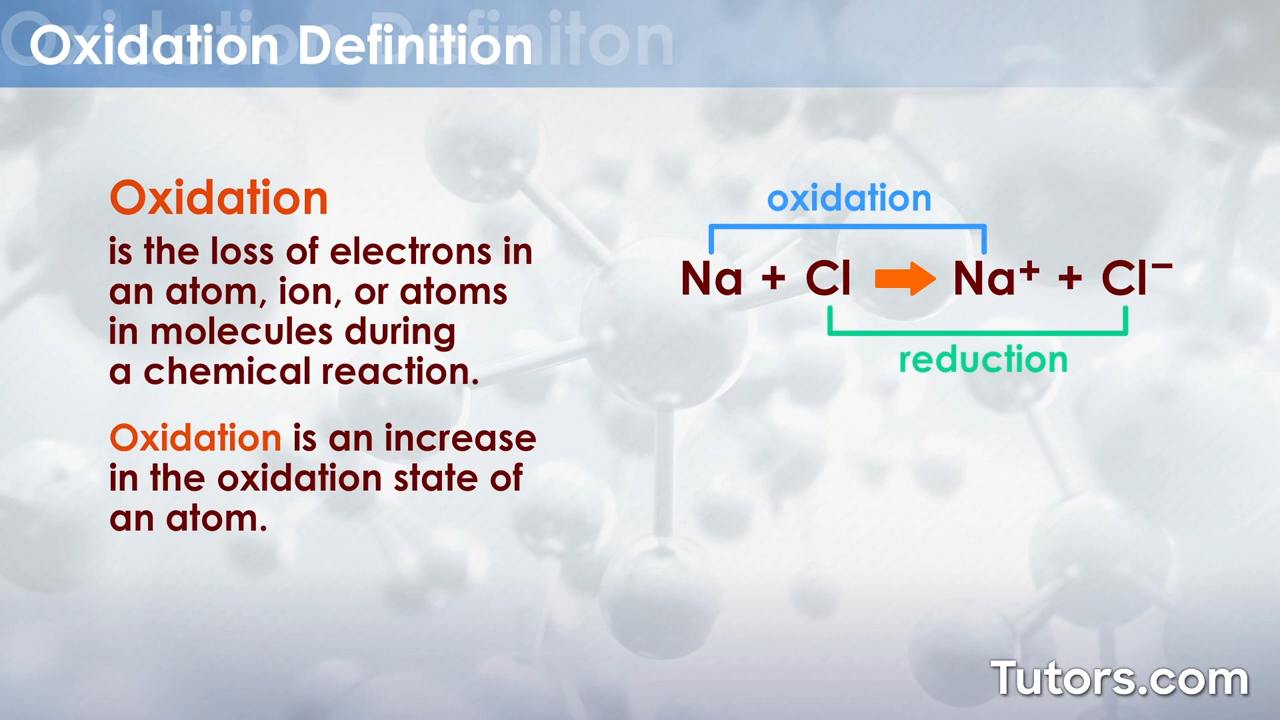 Oxidation Definiton
Oxidation Definition
Oxidation
is the loss of electrons in
an atom, ion, or atoms
in molecules during
a chemical reaction.
Oxidation is an increase
in the oxidation state of
an atom.
oxidation
Na + Cl → Na⁺ + Cl⁻
reduction
Tutors.com